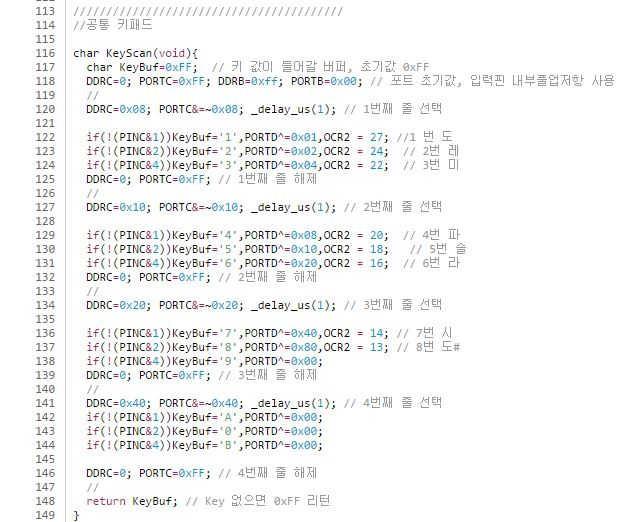 113 ////////////////////////////////////////
114 //공통 키패드
115
116 char KeyScan(void){
117 char KeyBuf=0xFF; // 키 값이 들어갈 버퍼, 초기값 0xFF
118 DDRC=0; PORTC=0xFF; DDRB=0xff; PORTB=0x00; // 포트 초기값, 입력핀 내부풀업저항 사용
119 //
120 DDRC=0x08; PORTC&=~0x08; _delay_us(1); // 1번째 줄 선택
121
122 if(!(PINC&1))KeyBuf='1',PORTD^=0x01,OCR2 = 27; //1 번 도
123 if(!(PINC&2))KeyBuf='2',PORTD^=0x02,OCR2 = 24; // 2번 레
124 if(!(PINC&4))KeyBuf='3',PORTD^=0x04,OCR2 = 22; // 3번 미
125 DDRC=0; PORTC=0xFF; // 1번째 줄 해제
126 //
127 DDRC=0x10; PORTC&=~0x10; _delay_us(1); // 2번째 줄 선택
128
129 if(!(PINC&1))KeyBuf='4',PORTD^=0x08,OCR2 = 20; // 4번 파
130 if(!(PINC&2))KeyBuf='5',PORTD^=0x10,OCR2 = 18; // 5번 솔
131 if(!(PINC&4))KeyBuf='6',PORTD^=0x20,OCR2 = 16; // 6번 라
132 DDRC=0; PORTC=0xFF; // 2번째 줄 해제
133 //
134 DDRC=0x20; PORTC&=~0x20; _delay_us(1); // 3번째 줄 선택
135
136 if(!(PINC&1))KeyBuf='7',PORTD^=0x40,OCR2 = 14; // 7번 시
137 if(!(PINC&2))KeyBuf='8',PORTD^=0x80,OCR2 = 13; // 8번 도#
138 if(!(PINC&4))KeyBuf='9',PORTD^=0x00;
139 DDRC=0; PORTC=0xFF; // 3번째 줄 해제
140 //
141 DDRC=0x40; PORTC&=~0x40; _delay_us(1); // 4번째 줄 선택
142 if(!(PINC&1))KeyBuf='A',PORTD^=0x00;
143 if(!(PINC&2))KeyBuf='0',PORTD^=0x00;
144 if(!(PINC&4))KeyBuf='B',PORTD^=0x00;
145
146 DDRC=0; PORTC=0xFF; // 4번째 줄 해제
147 //
148 return KeyBuf; // Key 없으면 0xFF 리턴
149 }